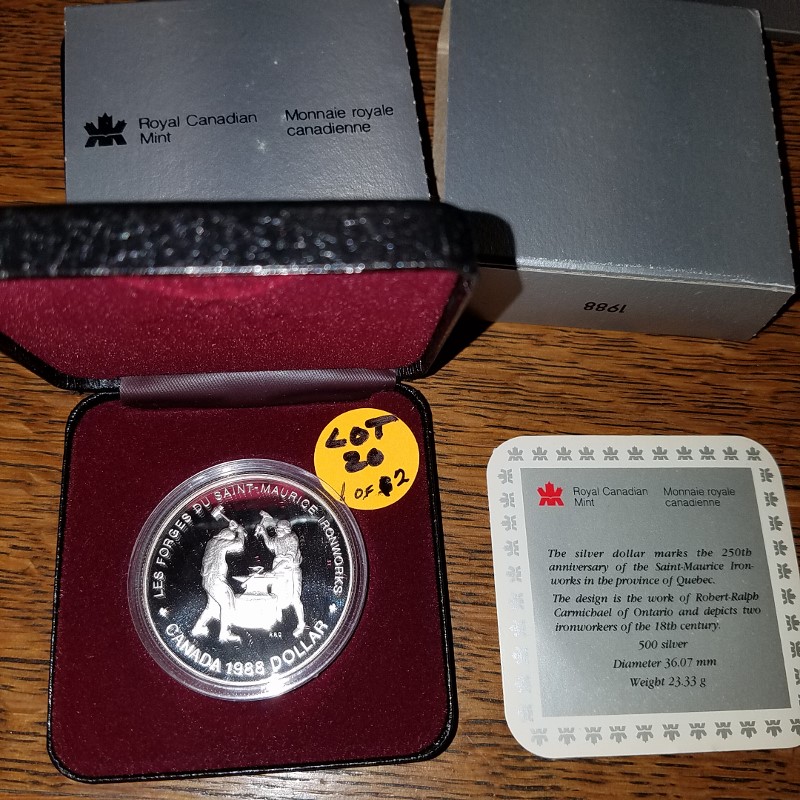 Royal Canadian
Mint
Monnaie royale
canadienne
1988
LOT
20
1 OF 2
LES FORGES DU SAINT-MAURICE IRONWORKS
CANADA 1988 DOLLAR
Royal Canadian
Mint
Monnaie royale
canadienne
The silver dollar marks the 250th
anniversary of the Saint-Maurice Iron-
works in the province of Quebec.
The design is the work of Robert-Ralph
Carmichael of Ontario and depicts two
ironworkers of the 18th century.
500 silver
Diameter 36.07 mm
Weight 23.33 g